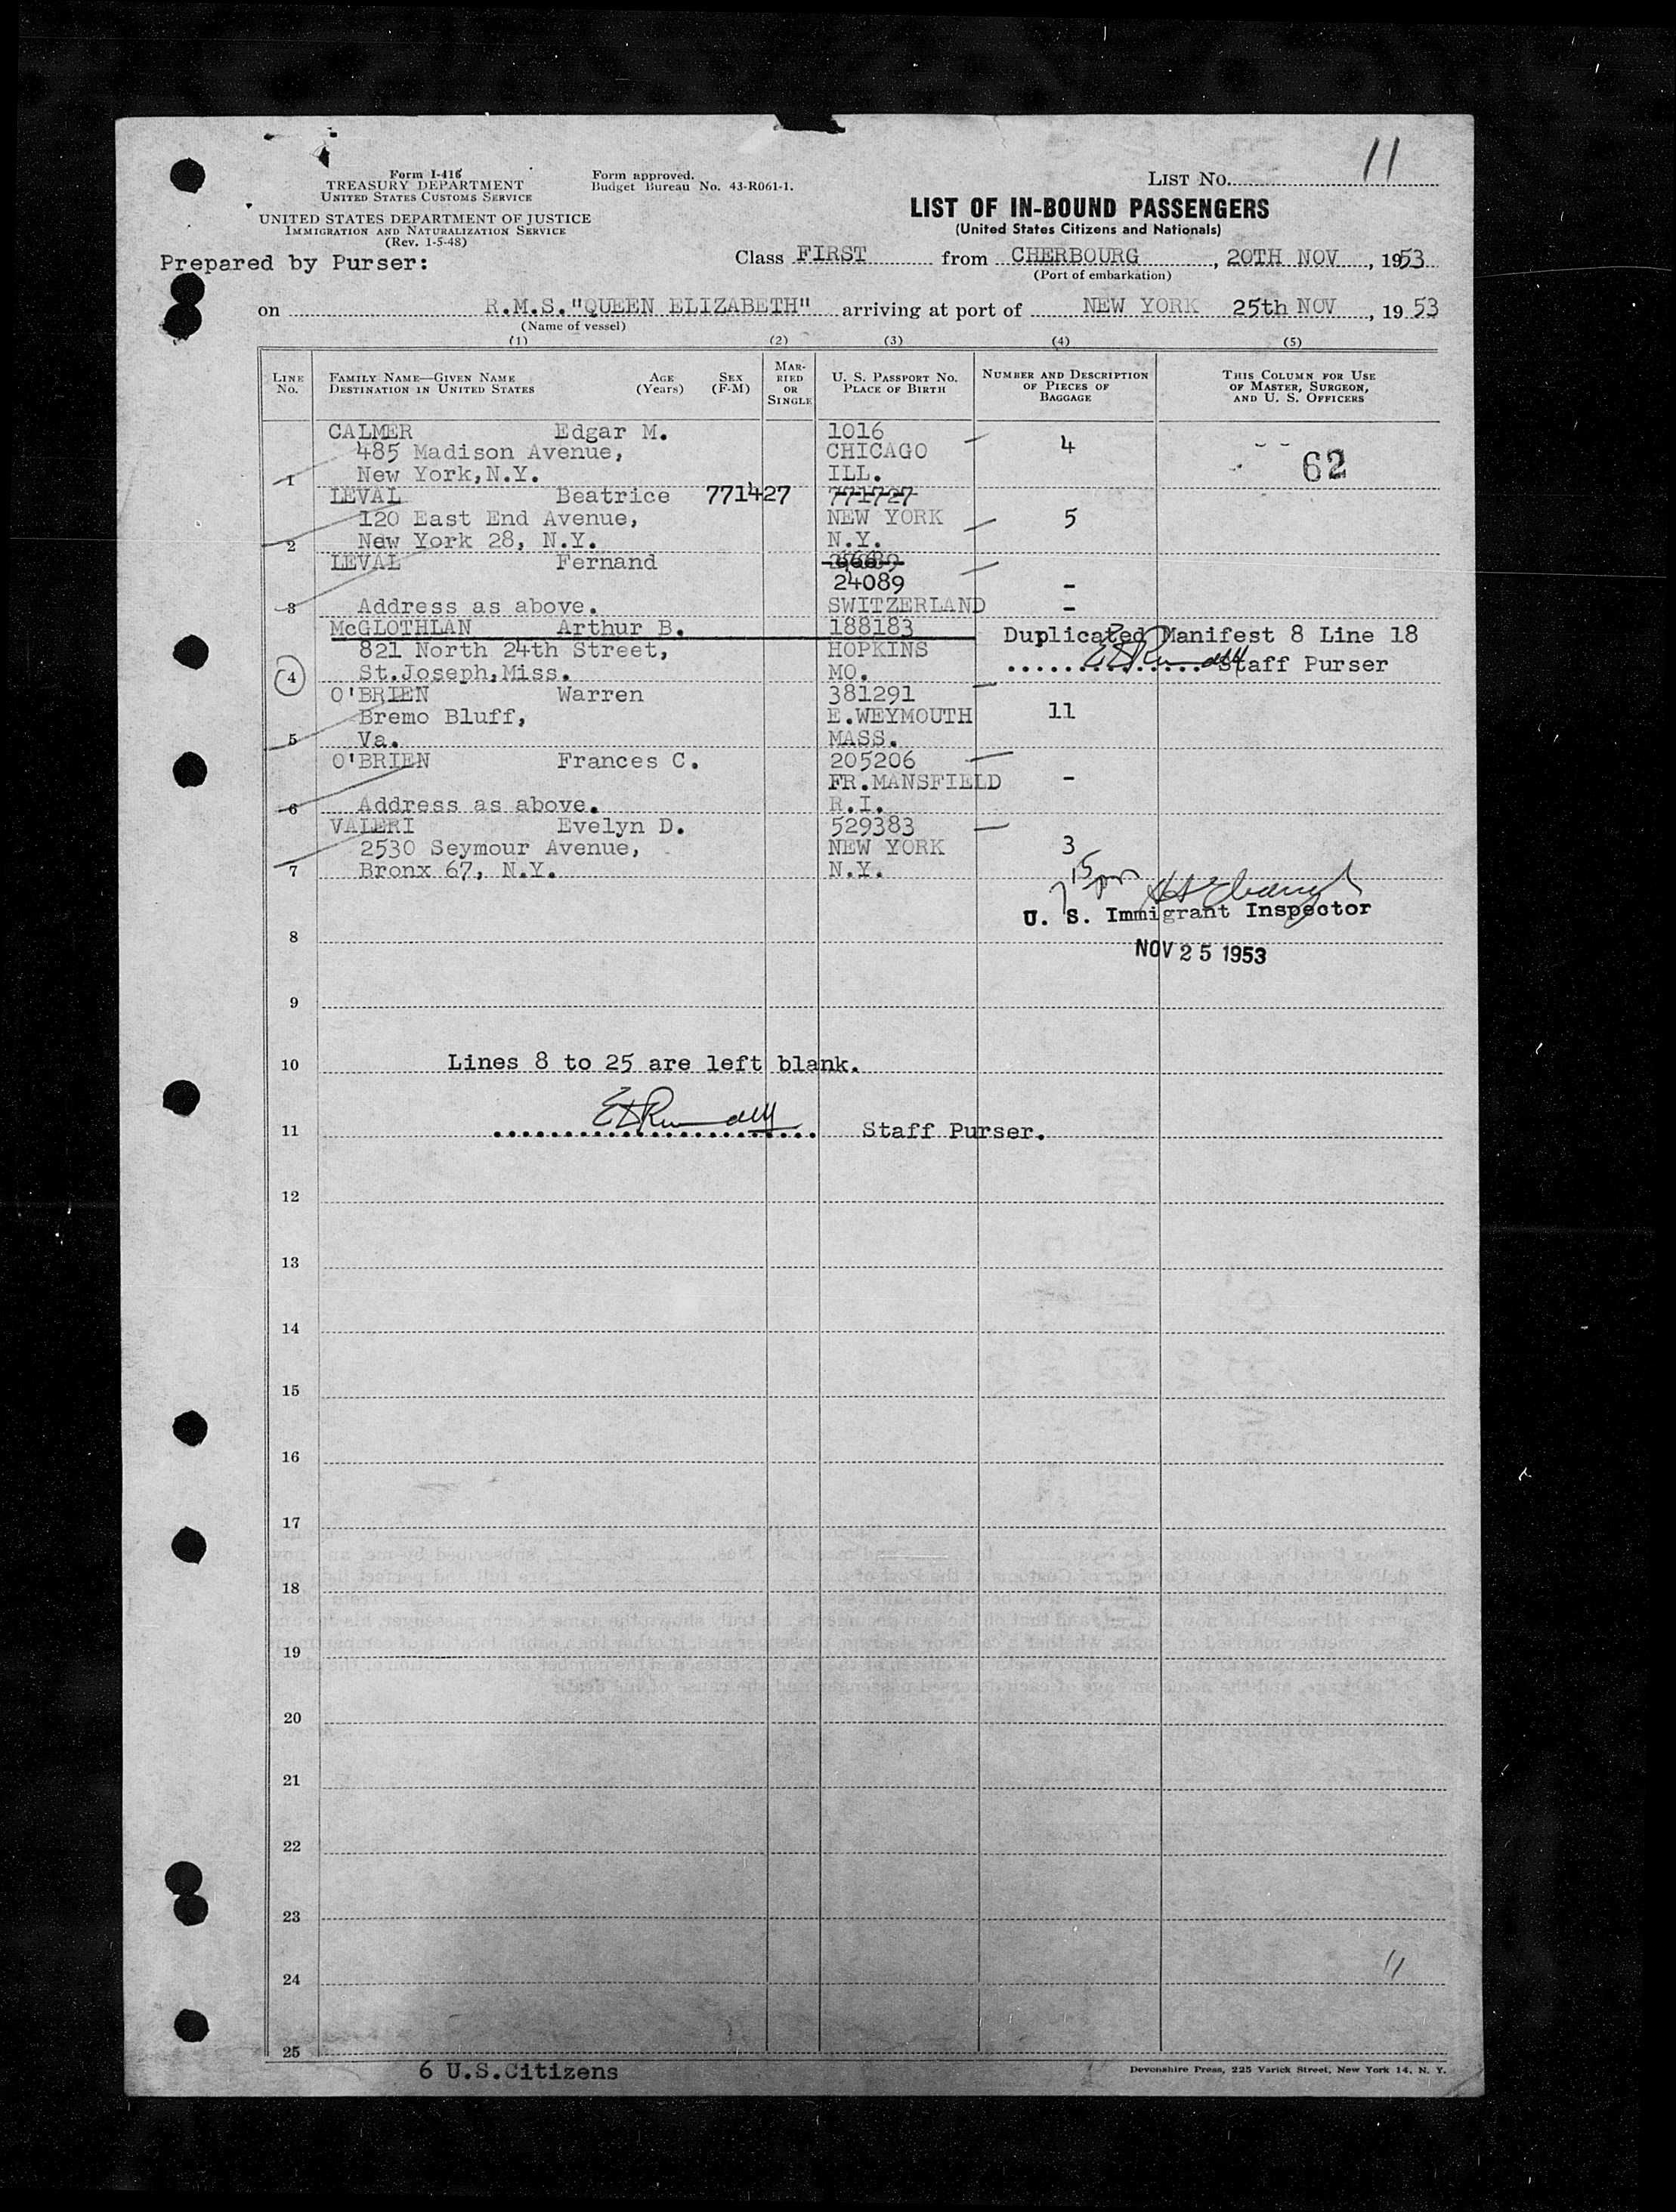 11
Form I-416
TREASURY DEPARTMENT
UNITED STATES CUSTOMS SERVICE
UNITED STATES DEPARTMENT OF JUSTICE
IMMIGRATION AND NATURALIZATION SERVICE
(Rev. 1-5-48)
Form approved.
Budget Bureau No. 43-R061-1.
LIST NO.
LIST OF IN-BOUND PASSENGERS
(United States Citizens and Nationals)
Prepared by Purser:
Class FIRST from CHERBOURG, 20TH NOV, 1953
(Port of embarkation)
on R.M.S."QUEEN ELIZABETH" arriving at port of NEW YORK 25th NOV, 1953
(Name of vessel)
(1) (2) (3) (4) (5)
LINE NO.
FAMILY NAME—GIVEN NAME
DESTINATION IN UNITED STATES
AGE (Years)
SEX (F-M)
MARRIED OR SINGLE
U. S. PASSPORT NO.
PLACE OF BIRTH
NUMBER AND DESCRIPTION OF PIECES OF BAGGAGE
THIS COLUMN FOR USE OF MASTER, SURGEON, AND U. S. OFFICERS
CALMER Edgar M. 1016
485 Madison Avenue, CHICAGO 4
1 New York,N.Y. ILL. 62
LEVAL Beatrice 771427 771727
120 East End Avenue, NEW YORK 5
2 New York 28, N.Y. N.Y.
LEVAL Fernand
24089 -
3 Address as above. SWITZERLAND -
McGLOTHLAN Arthur B. 188183 Duplicated Manifest 8 Line 18
821 North 24th Street, HOPKINS Staff Purser
4 St.Joseph,Miss. MO.
O'BRIEN Warren 381291
Bremo Bluff, E.WEYMOUTH 11
5 Va. MASS.
O'BRIEN Frances C. 205206
FR.MANSFIELD -
6 Address as above. R.I.
VALERI Evelyn D. 529383
2530 Seymour Avenue, NEW YORK 3
7 Bronx 67, N.Y. N.Y.
7 15 pm
U. S. Immigrant Inspector
8 NOV 25 1953
9
10 Lines 8 to 25 are left blank.
11 Staff Purser.
12
13
14
15
16
17
18
19
20
21
22
23
24
11
25
6 U.S.Citizens
Devonshire Press, 225 Varick Street, New York 14, N. Y.